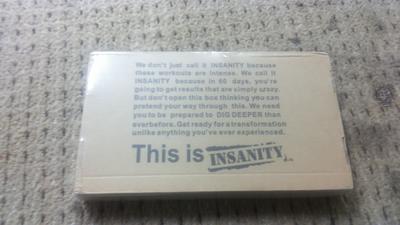 We don't just call it INSANITY because
these workouts are intense. We call it
INSANITY because in 60 days, you're
going to get results that are simply crazy.
But don't open this box thinking you can
pretend your way through this. We need
you to be prepared to DIG DEEPER than
everbefore. Get ready for a transformation
unlike anything you've ever experienced.
This is INSANITY